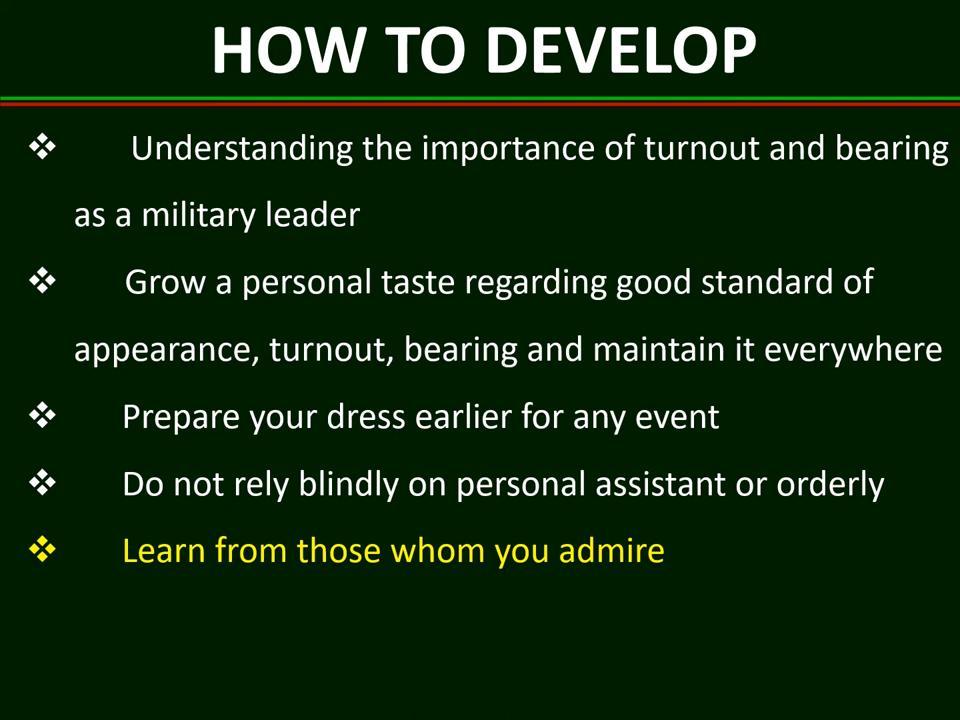 HOW TO DEVELOP
❖ Understanding the importance of turnout and bearing
as a military leader
❖ Grow a personal taste regarding good standard of
appearance, turnout, bearing and maintain it everywhere
❖ Prepare your dress earlier for any event
❖ Do not rely blindly on personal assistant or orderly
❖ Learn from those whom you admire